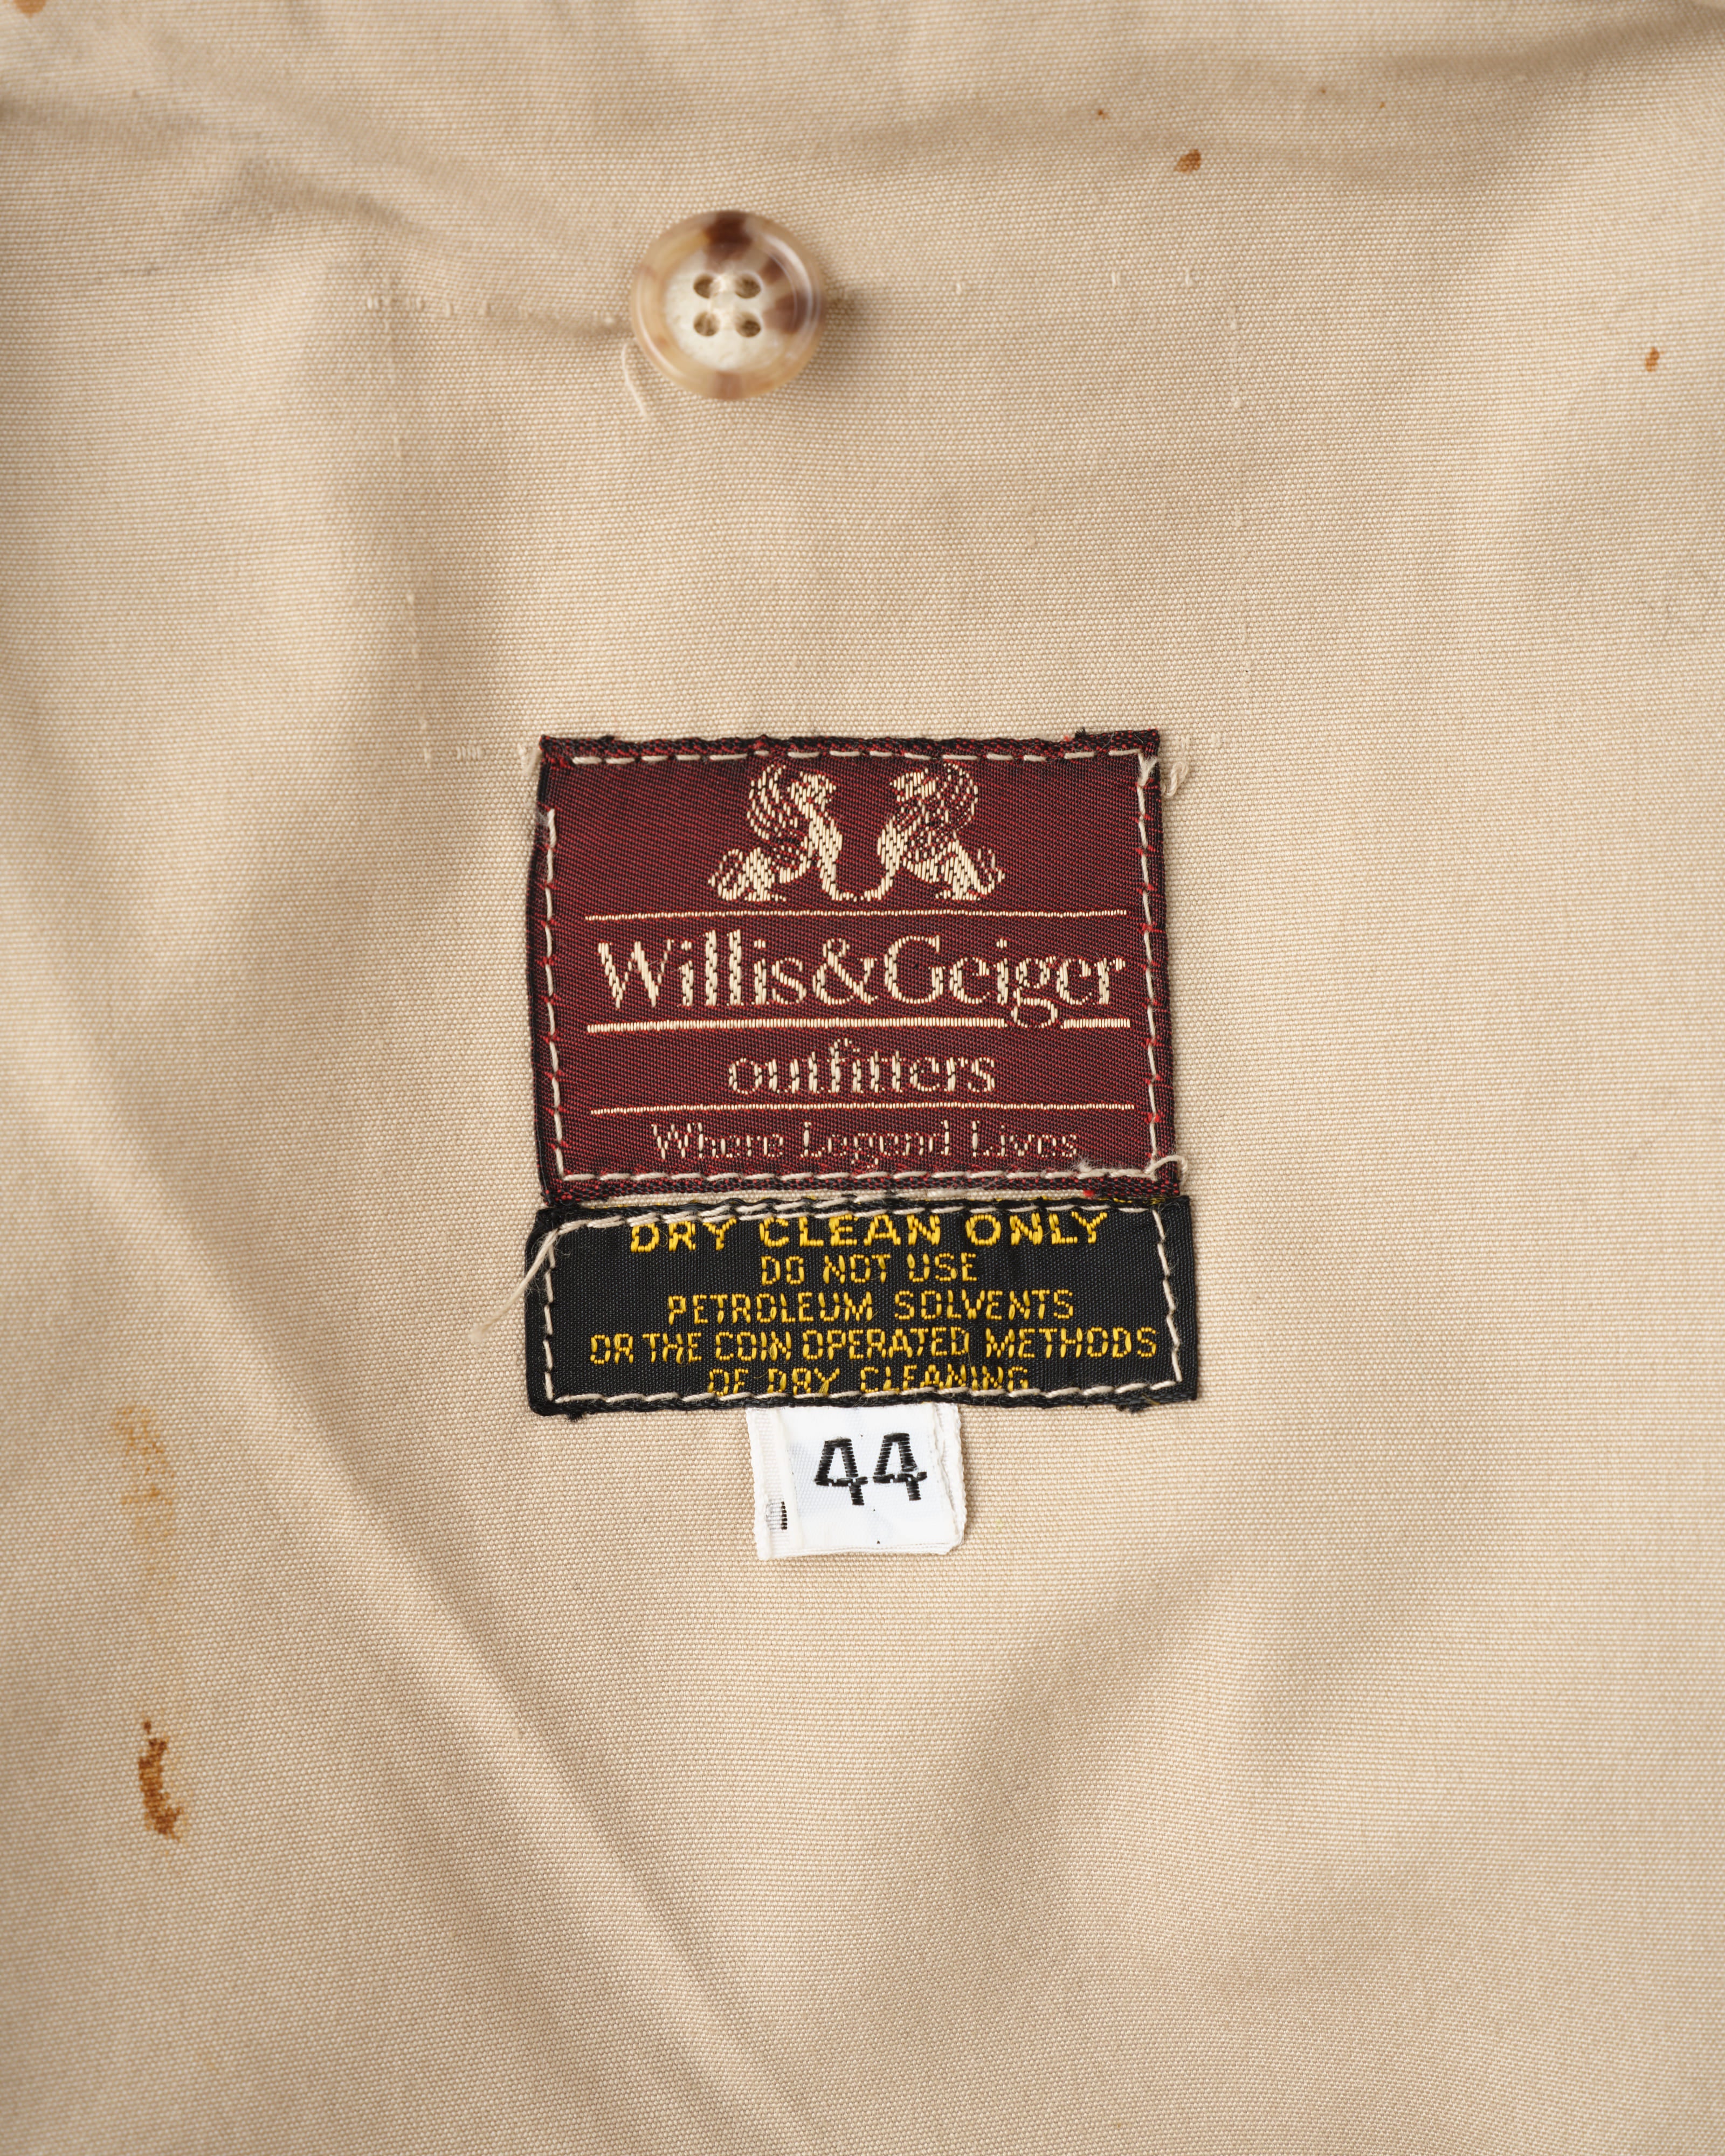 Willis&Geiger
outfitters
Where Legend Lives
DRY CLEAN ONLY
DO NOT USE
PETROLEUM SOLVENTS
OR THE COIN OPERATED METHODS
OF DRY CLEANING
44